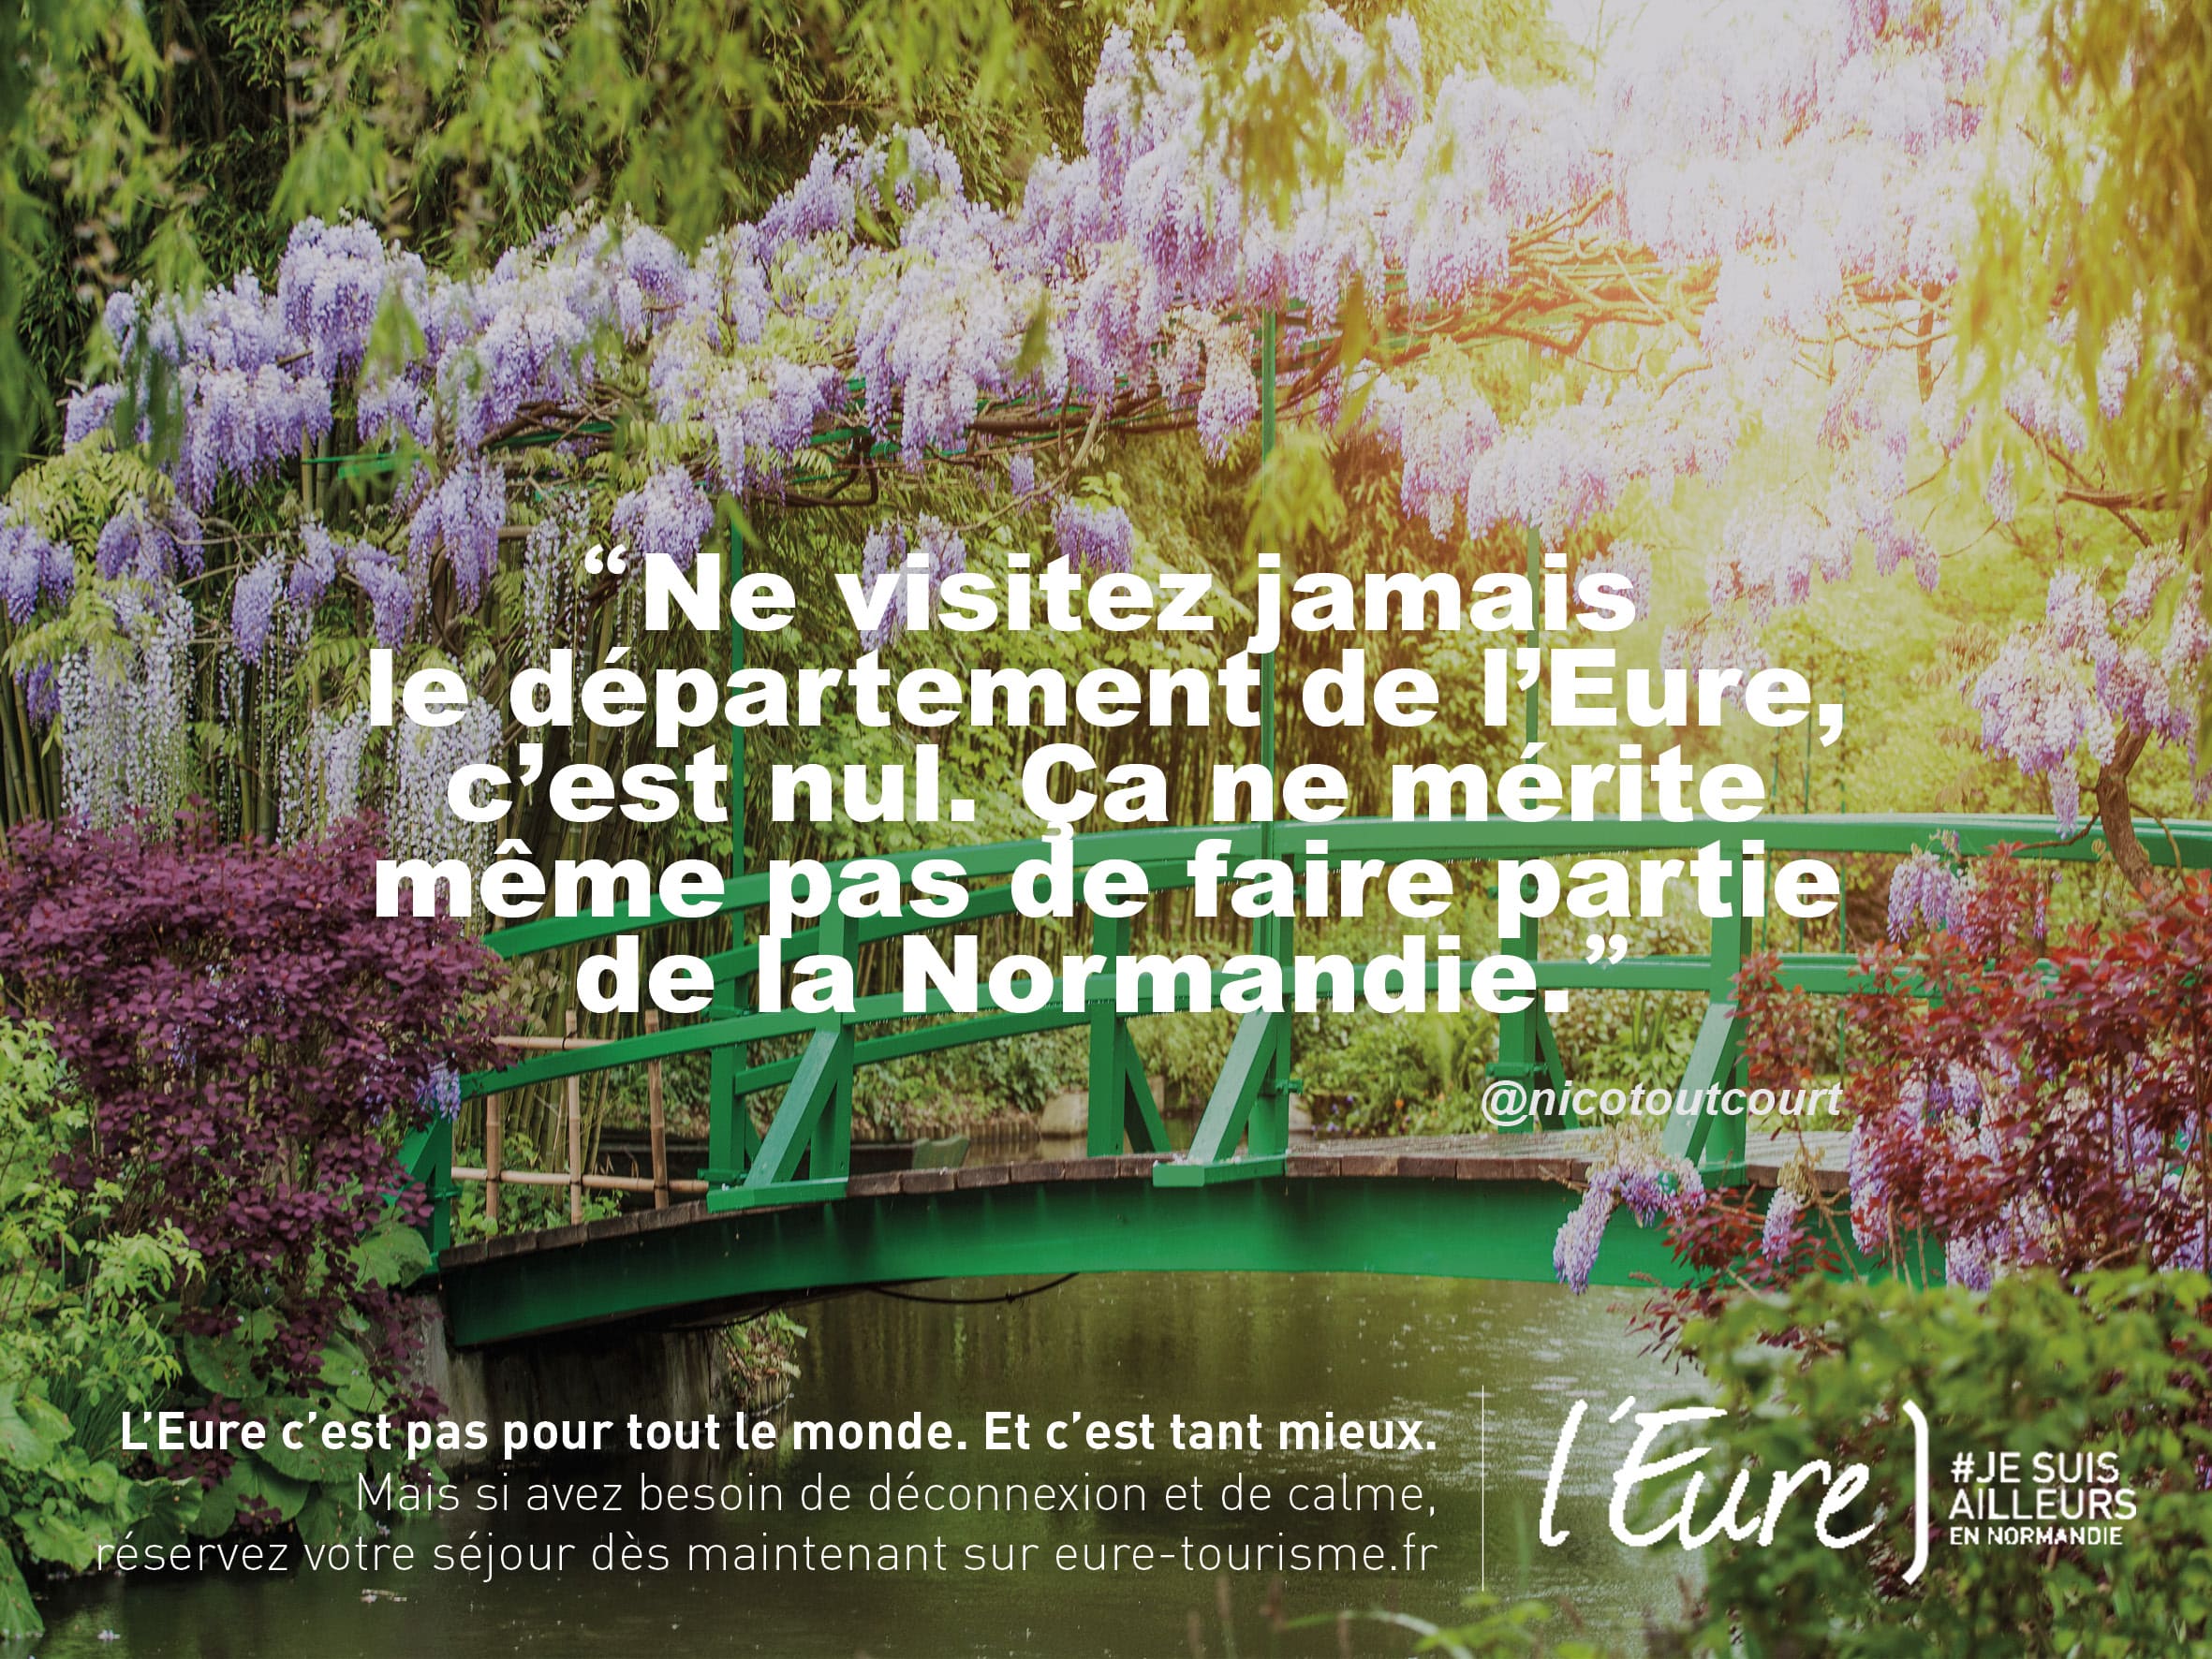 “Ne visitez jamais
le département de l’Eure,
c’est nul. Ça ne mérite
même pas de faire partie
de la Normandie.”
@nicotoutcourt
L’Eure c’est pas pour tout le monde. Et c’est tant mieux.
Mais si avez besoin de déconnexion et de calme,
réservez votre séjour dès maintenant sur eure-tourisme.fr
l’Eure)
#JE SUIS
AILLEURS
EN NORMANDIE